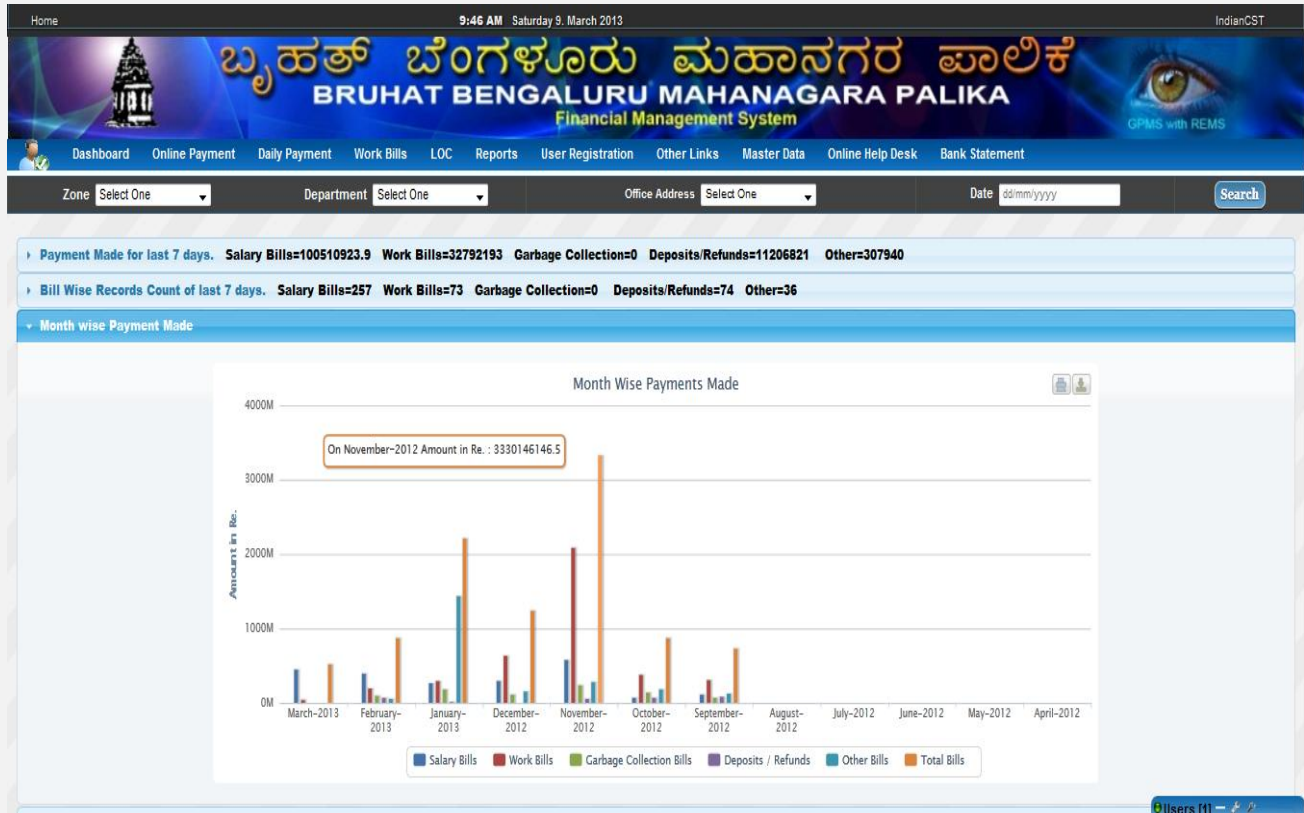 Home 9:46 AM Saturday 9. March 2013 IndianCST
ಬೃಹತ್ ಬೆಂಗಳೂರು ಮಹಾನಗರ ಪಾಲಿಕೆ
BRUHAT BENGALURU MAHANAGARA PALIKA
Financial Management System
GPMS with REMS
Dashboard Online Payment Daily Payment Work Bills LOC Reports User Registration Other Links Master Data Online Help Desk Bank Statement
Zone Select One Department Select One Office Address Select One Date dd/mm/yyyy Search
Payment Made for last 7 days. Salary Bills=100510923.9 Work Bills=32792193 Garbage Collection=0 Deposits/Refunds=11206821 Other=307940
Bill Wise Records Count of last 7 days. Salary Bills=257 Work Bills=73 Garbage Collection=0 Deposits/Refunds=74 Other=36
Month wise Payment Made
Month Wise Payments Made
4000M
On November-2012 Amount in Re. : 3330146146.5
3000M
Amount in Re.
2000M
1000M
0M
March-2013 February-2013 January-2013 December-2012 November-2012 October-2012 September-2012 August-2012 July-2012 June-2012 May-2012 April-2012
Salary Bills Work Bills Garbage Collection Bills Deposits / Refunds Other Bills Total Bills
Users [1]